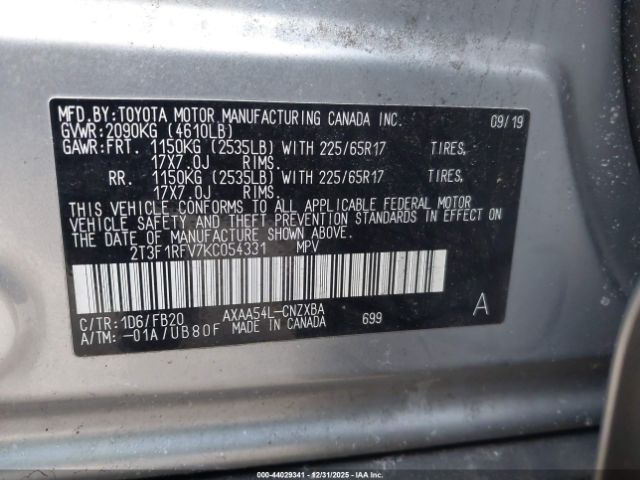 MFD.BY:TOYOTA MOTOR MANUFACTURING CANADA INC. 09/19
GVWR:2090KG (4610LB)
GAWR:FRT. 1150KG (2535LB) WITH 225/65R17 TIRES,
17X7.0J RIMS.
RR. 1150KG (2535LB) WITH 225/65R17 TIRES,
17X7.0J RIMS.
THIS VEHICLE CONFORMS TO ALL APPLICABLE FEDERAL MOTOR
VEHICLE SAFETY AND THEFT PREVENTION STANDARDS IN EFFECT ON
THE DATE OF MANUFACTURE SHOWN ABOVE.
2T3F1RFV7KC054331 MPV
C/TR:1D6/FB20 AXAA54L-CNZXBA 699 A
A/TM:-01A/UB80F MADE IN CANADA
IAA 000-44029341 | 12/31/2025 | IMPACT AUTO